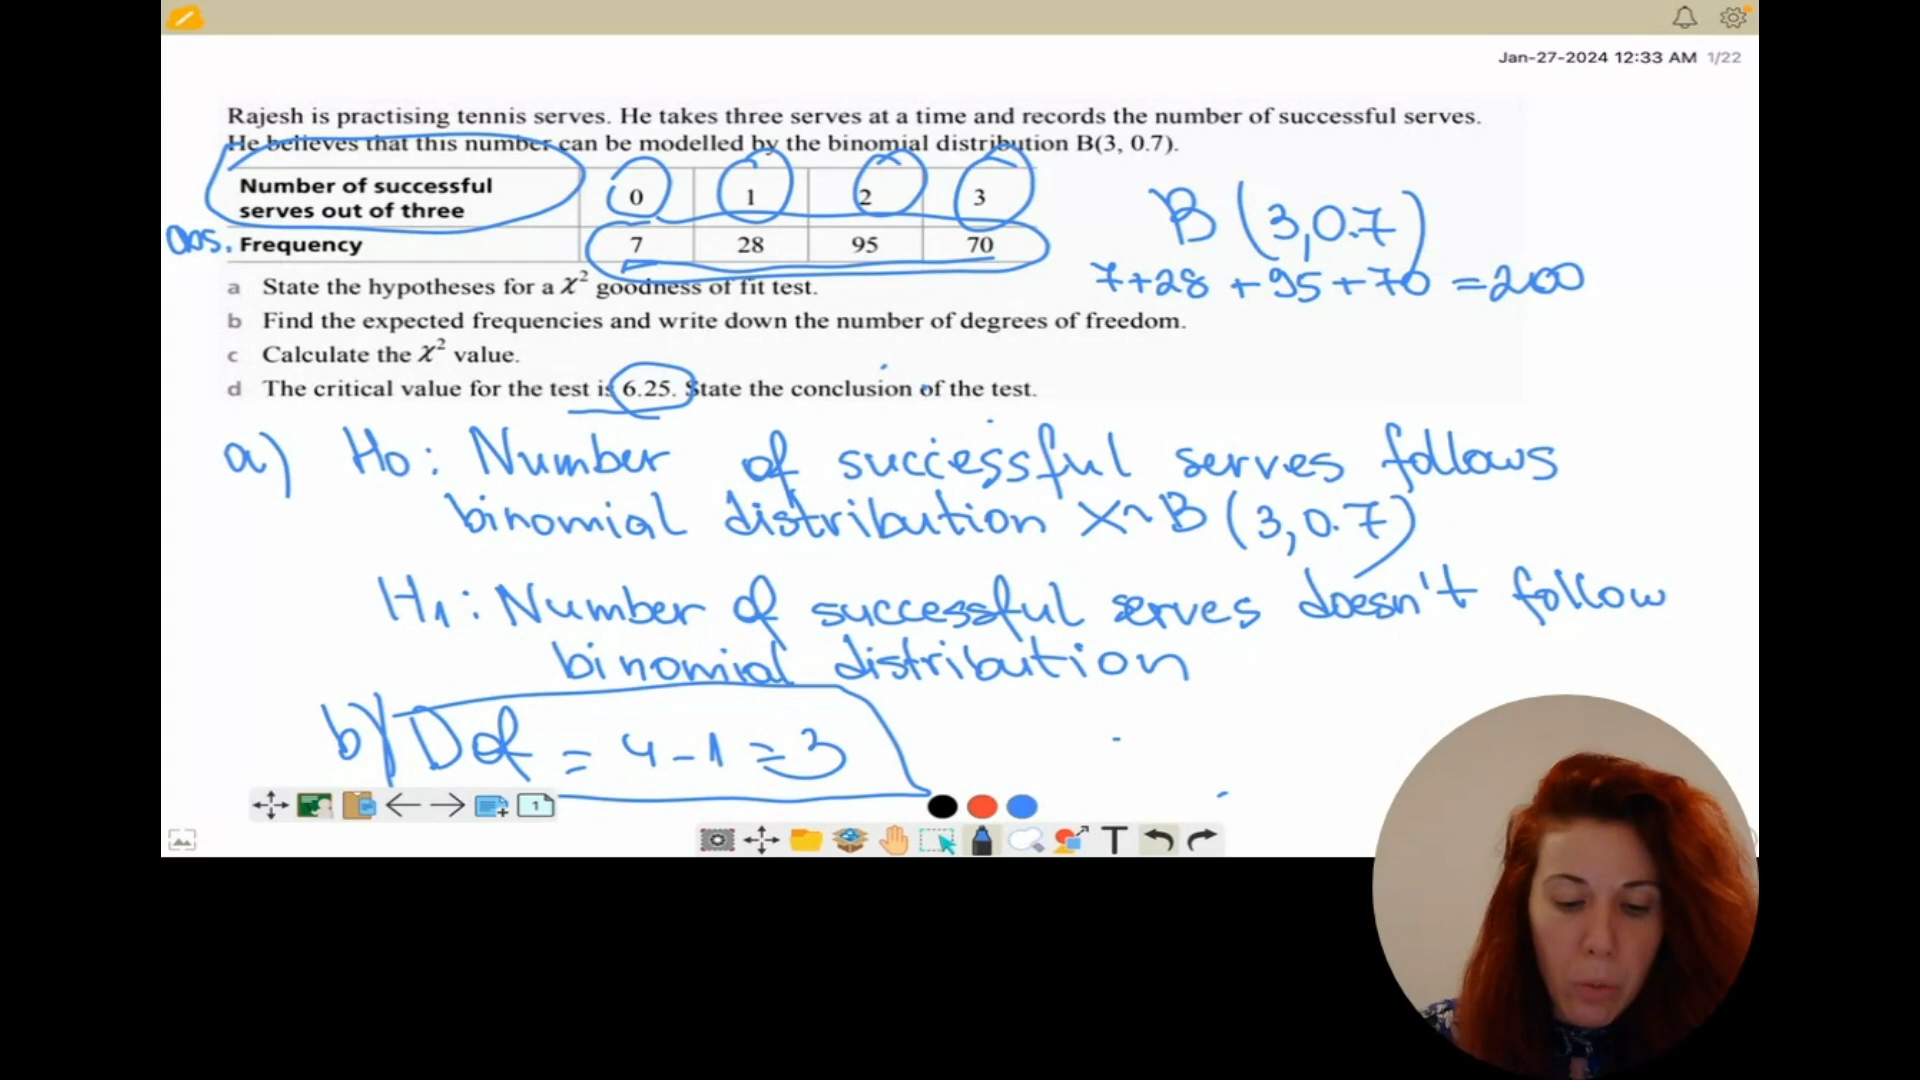 Jan-27-2024 12:33 AM 1/22
Rajesh is practising tennis serves. He takes three serves at a time and records the number of successful serves.
He believes that this number can be modelled by the binomial distribution B(3, 0.7).
Number of successful serves out of three 0 1 2 3
obs. Frequency 7 28 95 70
B (3,0.7)
7+28+95+70 = 200
a State the hypotheses for a χ² goodness of fit test.
b Find the expected frequencies and write down the number of degrees of freedom.
c Calculate the χ² value.
d The critical value for the test is 6.25. State the conclusion of the test.
a) H0: Number of successful serves follows
binomial distribution X~B(3,0.7)
H1: Number of successful serves doesn't follow
binomial distribution
b) Dof = 4-1=3
1
T